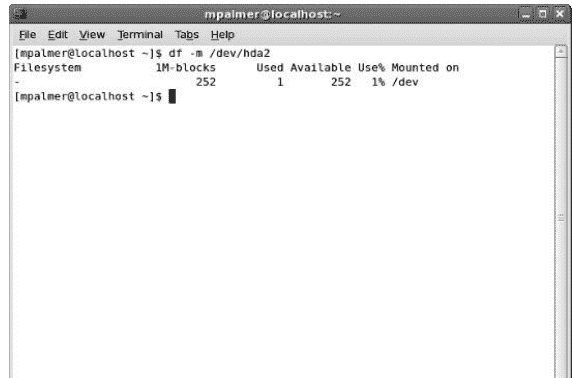 mpalmer@localhost:~
File Edit View Terminal Tabs Help
[mpalmer@localhost ~]$ df -m /dev/hda2
Filesystem 1M-blocks Used Available Use% Mounted on
- 252 1 252 1% /dev
[mpalmer@localhost ~]$